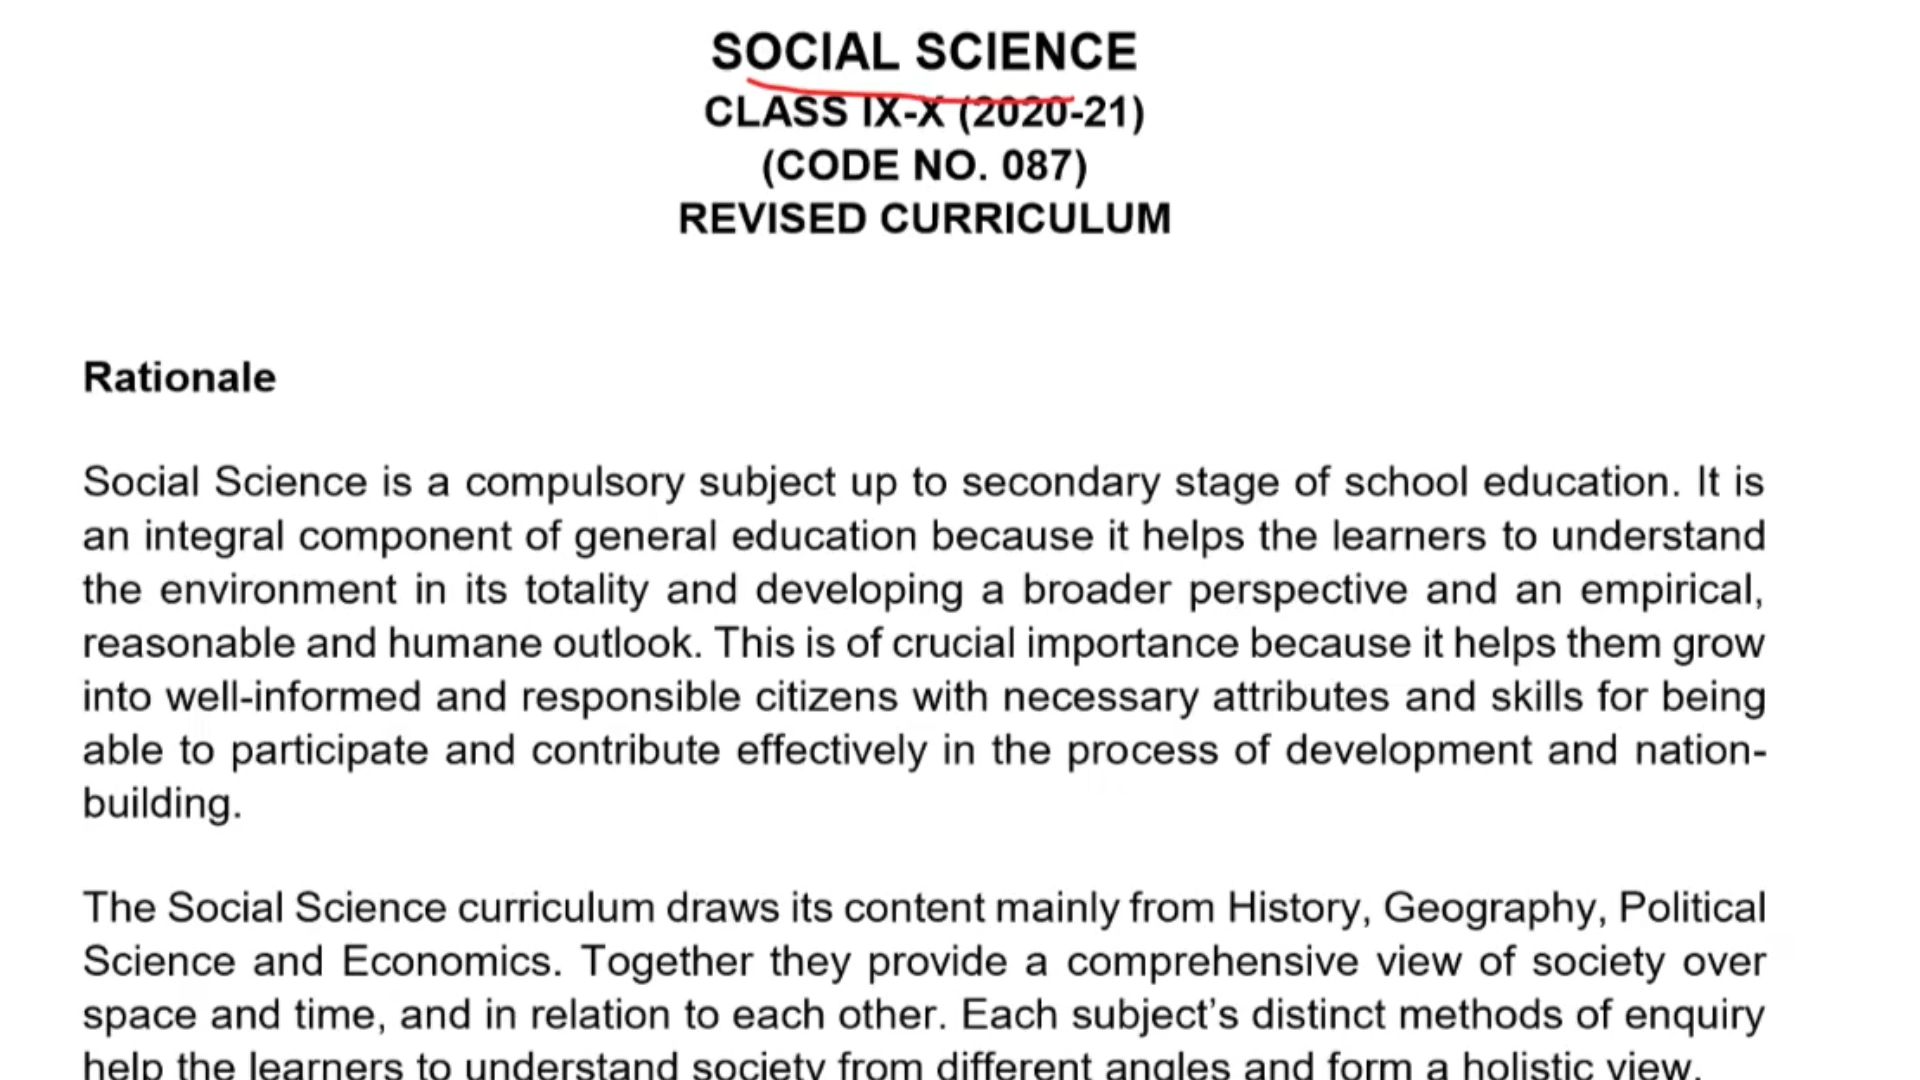 SOCIAL SCIENCE
CLASS IX-X (2020-21)
(CODE NO. 087)
REVISED CURRICULUM
Rationale
Social Science is a compulsory subject up to secondary stage of school education. It is
an integral component of general education because it helps the learners to understand
the environment in its totality and developing a broader perspective and an empirical,
reasonable and humane outlook. This is of crucial importance because it helps them grow
into well-informed and responsible citizens with necessary attributes and skills for being
able to participate and contribute effectively in the process of development and nation-
building.
The Social Science curriculum draws its content mainly from History, Geography, Political
Science and Economics. Together they provide a comprehensive view of society over
space and time, and in relation to each other. Each subject’s distinct methods of enquiry
help the learners to understand society from different angles and form a holistic view.